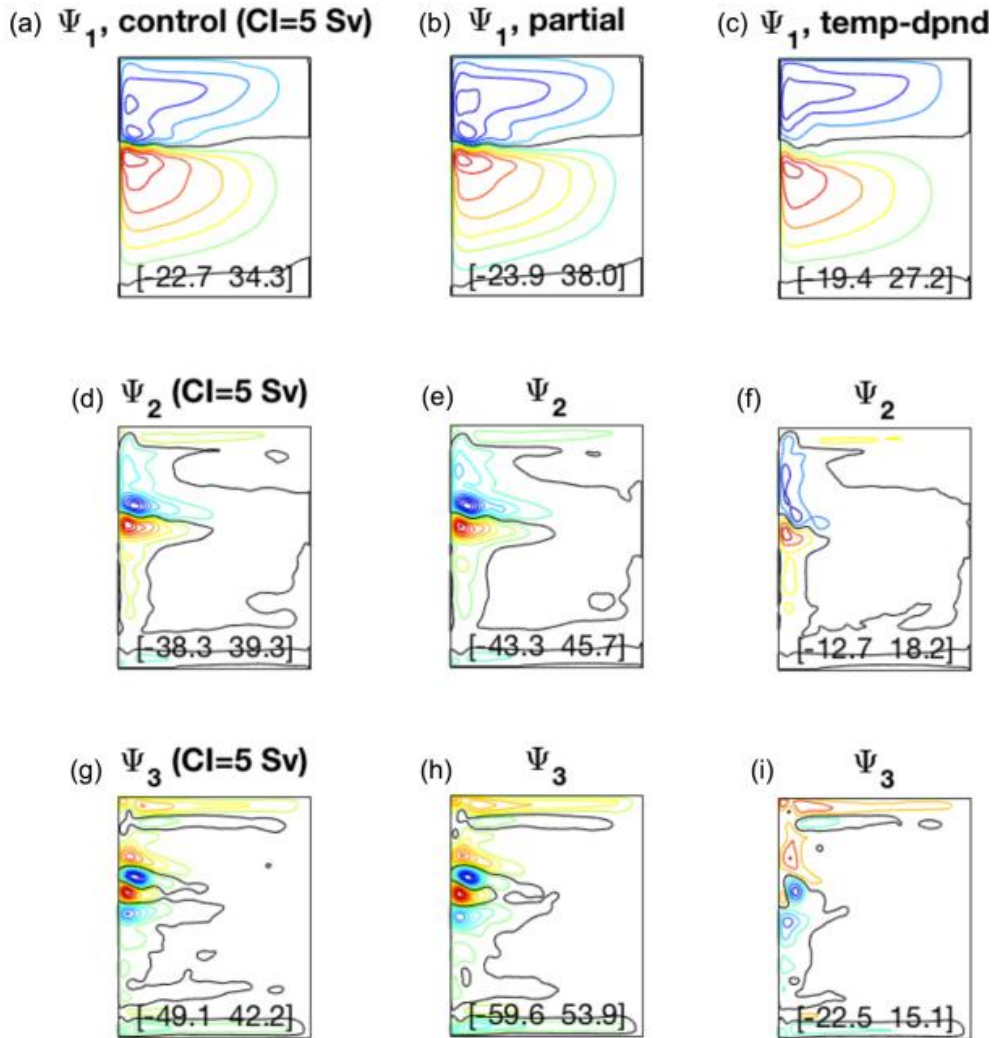 (a) Ψ1, control (CI=5 Sv)
(b) Ψ1, partial
(c) Ψ1, temp-dpnd
[-22.7 34.3]
[-23.9 38.0]
[-19.4 27.2]
(d) Ψ2 (CI=5 Sv)
(e) Ψ2
(f) Ψ2
[-38.3 39.3]
[-43.3 45.7]
[-12.7 18.2]
(g) Ψ3 (CI=5 Sv)
(h) Ψ3
(i) Ψ3
[-49.1 42.2]
[-59.6 53.9]
[-22.5 15.1]